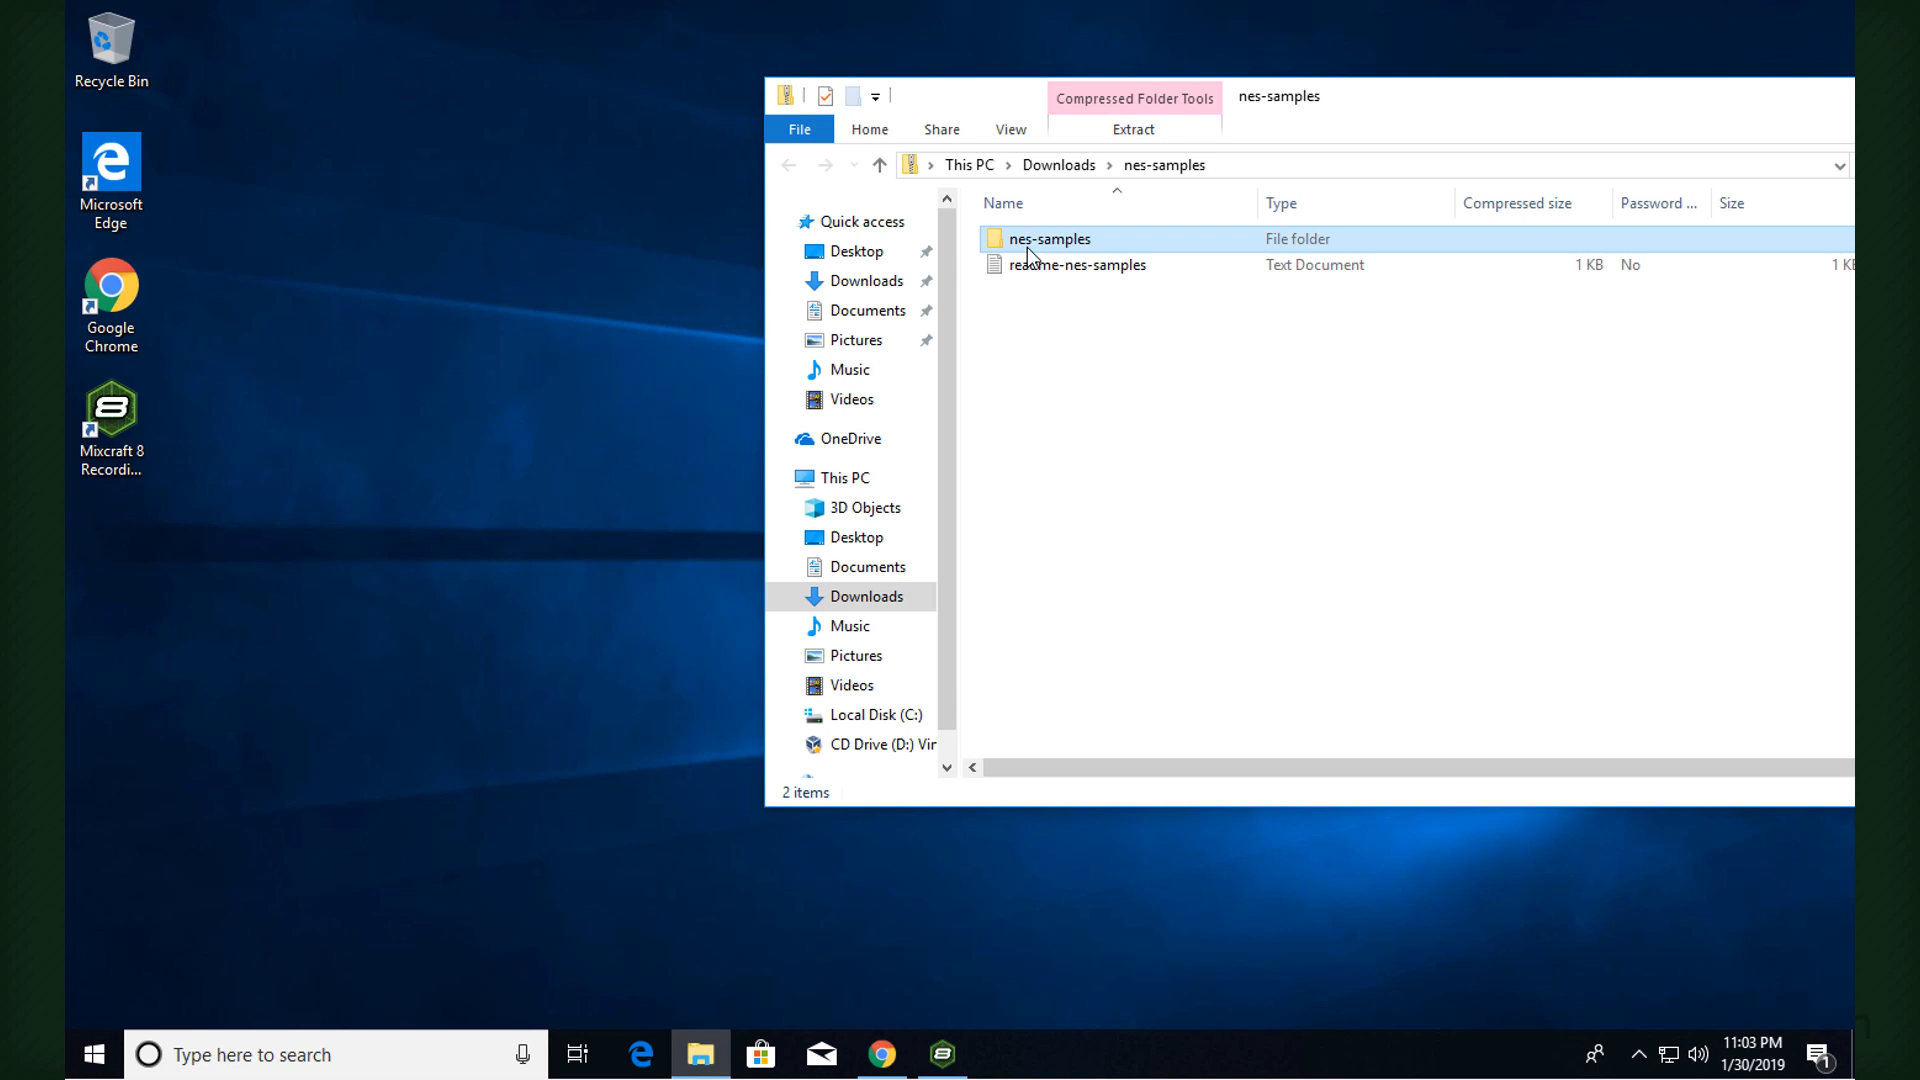 Recycle Bin
Microsoft
Edge
Google
Chrome
Mixcraft 8
Recordi...
Compressed Folder Tools
nes-samples
File
Home
Share
View
Extract
This PC
Downloads
nes-samples
Name
Type
Compressed size
Password ...
Size
nes-samples
File folder
readme-nes-samples
Text Document
1 KB
No
1 KB
Quick access
Desktop
Downloads
Documents
Pictures
Music
Videos
OneDrive
This PC
3D Objects
Desktop
Documents
Downloads
Music
Pictures
Videos
Local Disk (C:)
CD Drive (D:) Vir
2 items
Type here to search
11:03 PM
1/30/2019
1